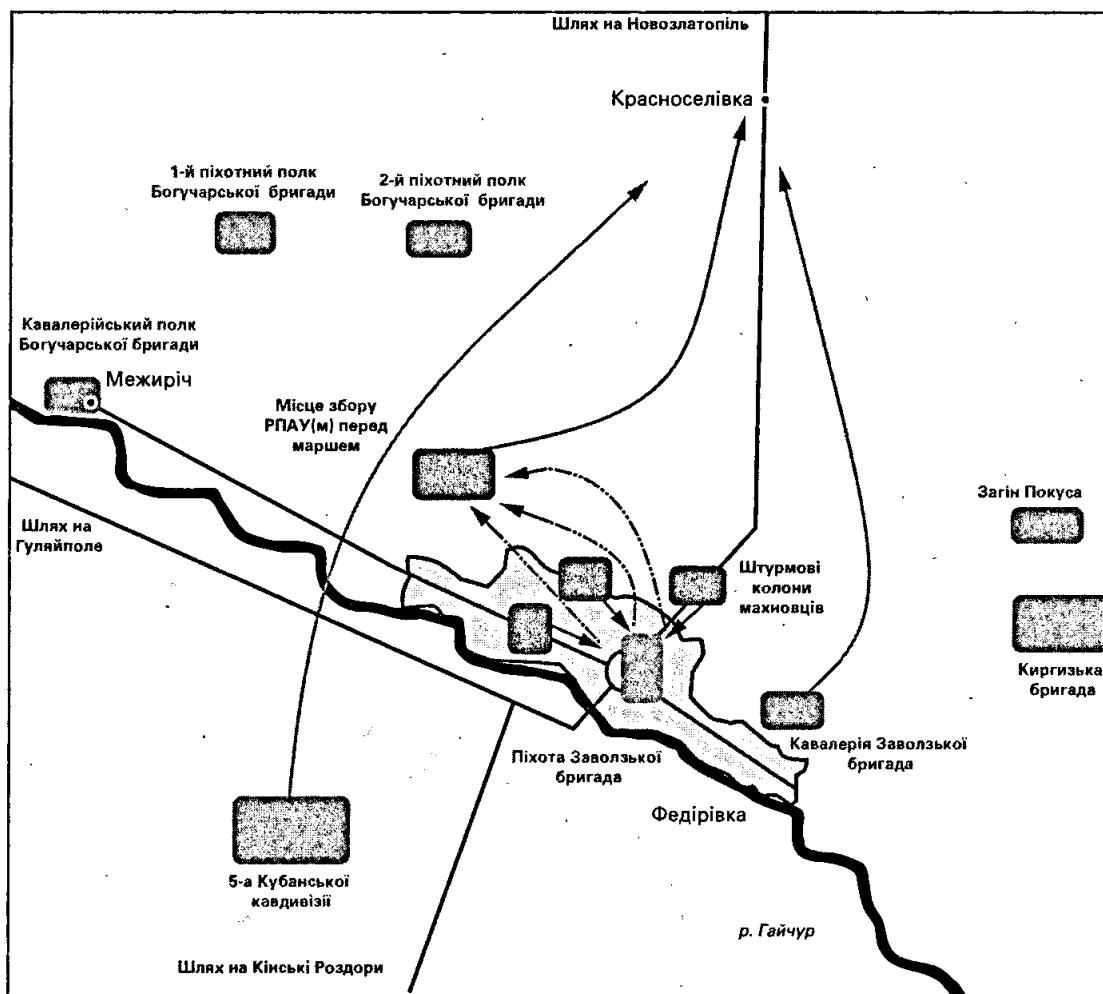 Шлях на Новозлатопіль
Красноселівка
1-й піхотний полк
Богучарської бригади
2-й піхотний полк
Богучарської бригади
Кавалерійський полк
Богучарської бригади
Межиріч
Місце збору
РПАУ(м) перед
маршем
Шлях на
Гуляйполе
Загін Покуса
Штурмові
колони
махновців
Киргизька
бригада
Піхота Заволзької
бригада
Кавалерія Заволзької
бригада
Федірівка
5-а Кубанської
кавдивізії
р. Гайчур
Шлях на Кінські Роздори